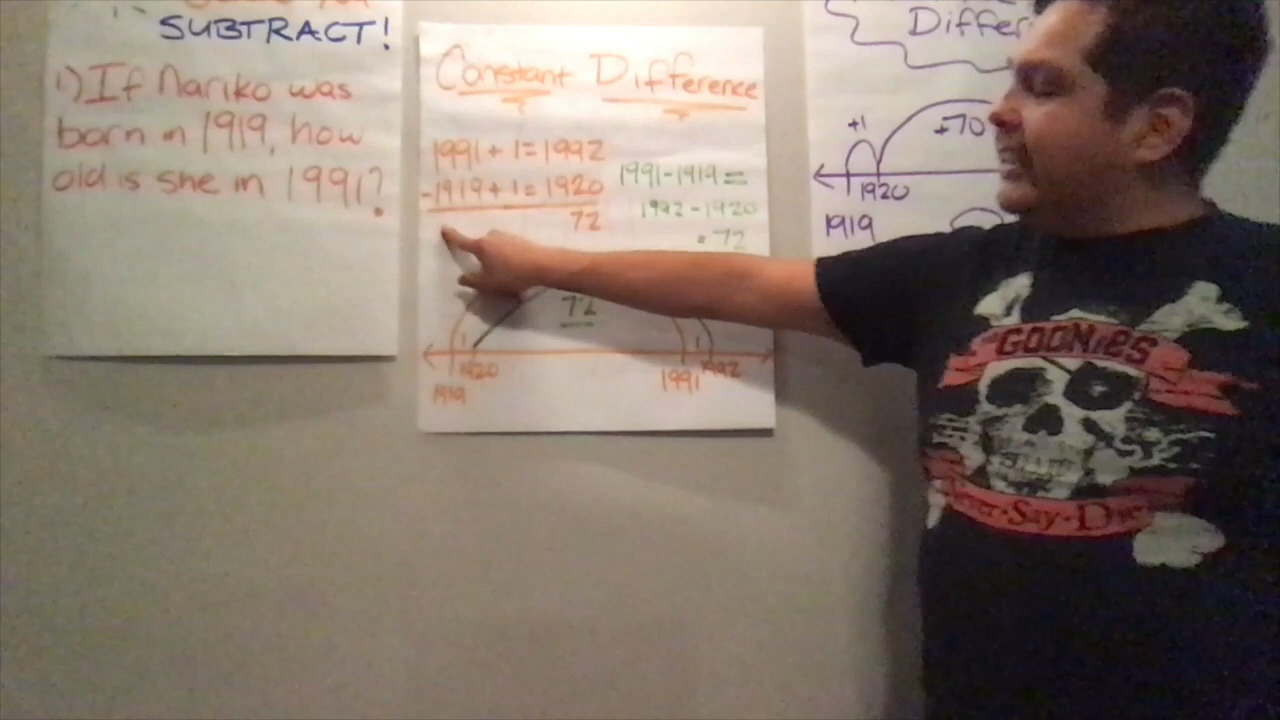 SUBTRACT!
1) If Nariko was
born in 1919, how
old is she in 1991?
Constant Difference
1991 + 1 = 1992
- 1919 + 1 = 1920
72
1991 - 1919 =
1992 - 1920
= 72
72
1 1
1920 1991 1992
1919
Differ
+1 +70
1920
1919
GOONIES
Never Say Die